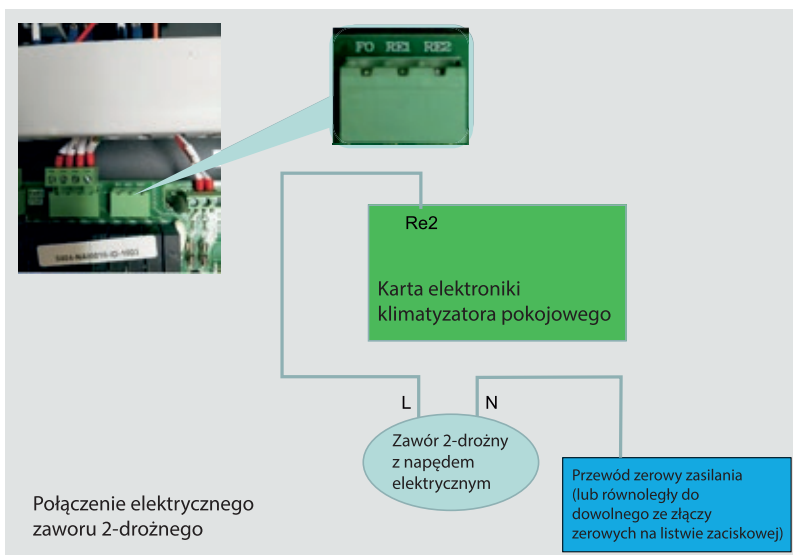 FO RE1 RE2
Re2
Karta elektroniki
klimatyzatora pokojowego
L
N
Zawór 2-drożny
z napędem
elektrycznym
Przewód zerowy zasilania
(lub równoległy do
dowolnego ze złączy
zerowych na listwie zaciskowej)
Połączenie elektrycznego
zaworu 2-drożnego